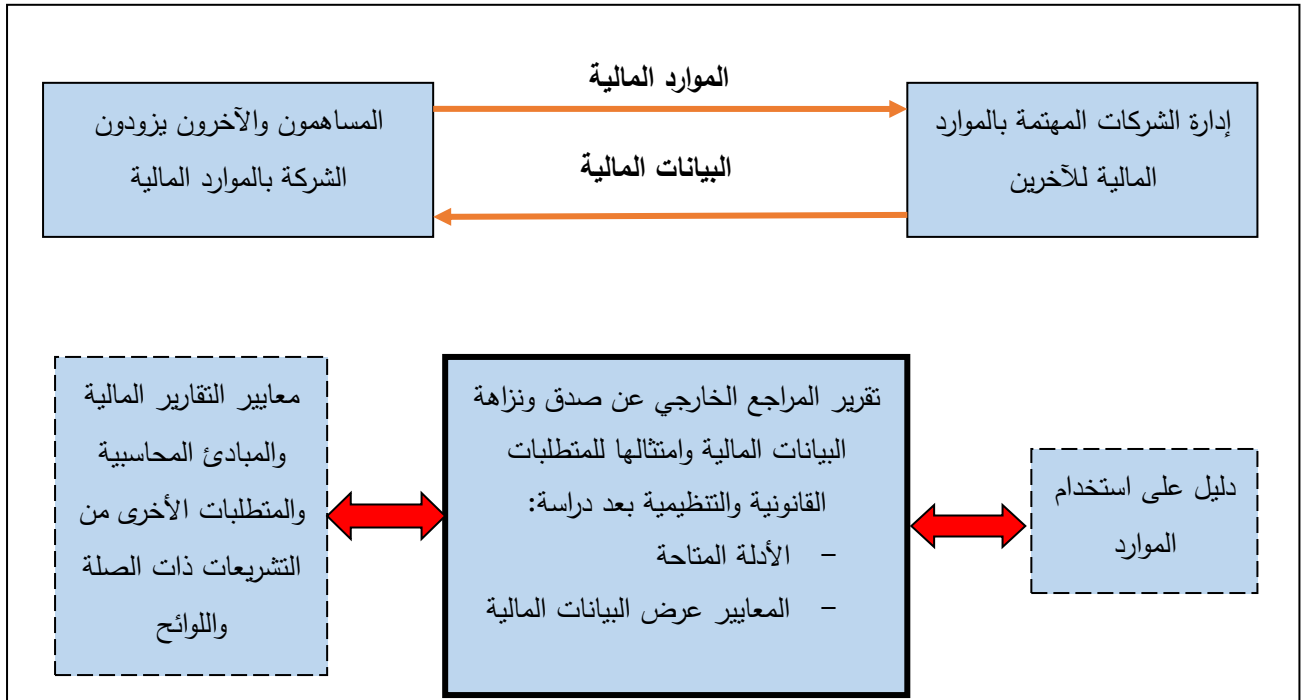 الموارد المالية
إدارة الشركات المهتمة بالموارد
المالية للآخرين
المساهمون والآخرون يزودون
الشركة بالموارد المالية
البيانات المالية
معايير التقارير المالية
والمبادئ المحاسبية
والمتطلبات الأخرى من
التشريعات ذات الصلة
واللوائح
تقرير المراجع الخارجي عن صدق ونزاهة
البيانات المالية وامتثالها للمتطلبات
القانونية والتنظيمية بعد دراسة:
- الأدلة المتاحة
- المعايير عرض البيانات المالية
دليل على استخدام
الموارد